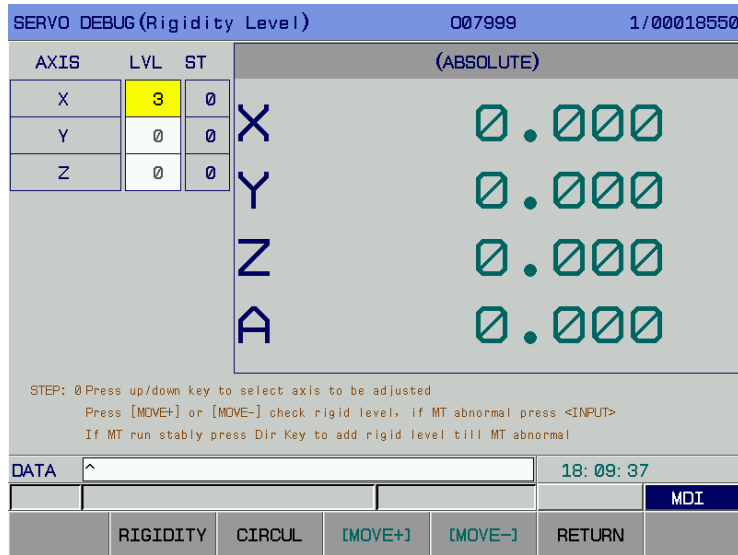 SERVO DEBUG(Rigidity Level) O07999 1/00018550
AXIS LVL ST (ABSOLUTE)
X 3 0
Y 0 0
Z 0 0
X 0.000
Y 0.000
Z 0.000
A 0.000
STEP: 0 Press up/down key to select axis to be adjusted
Press [MOVE+] or [MOVE-] check rigid level, if MT abnormal press <INPUT>
If MT run stably press Dir Key to add rigid level till MT abnormal
DATA ^ 18:09:37
MDI
RIGIDITY CIRCUL [MOVE+] [MOVE-] RETURN